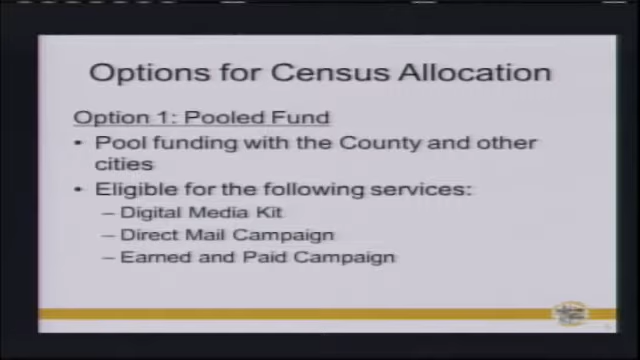 Options for Census Allocation
Option 1: Pooled Fund
• Pool funding with the County and other
cities
• Eligible for the following services:
– Digital Media Kit
– Direct Mail Campaign
– Earned and Paid Campaign